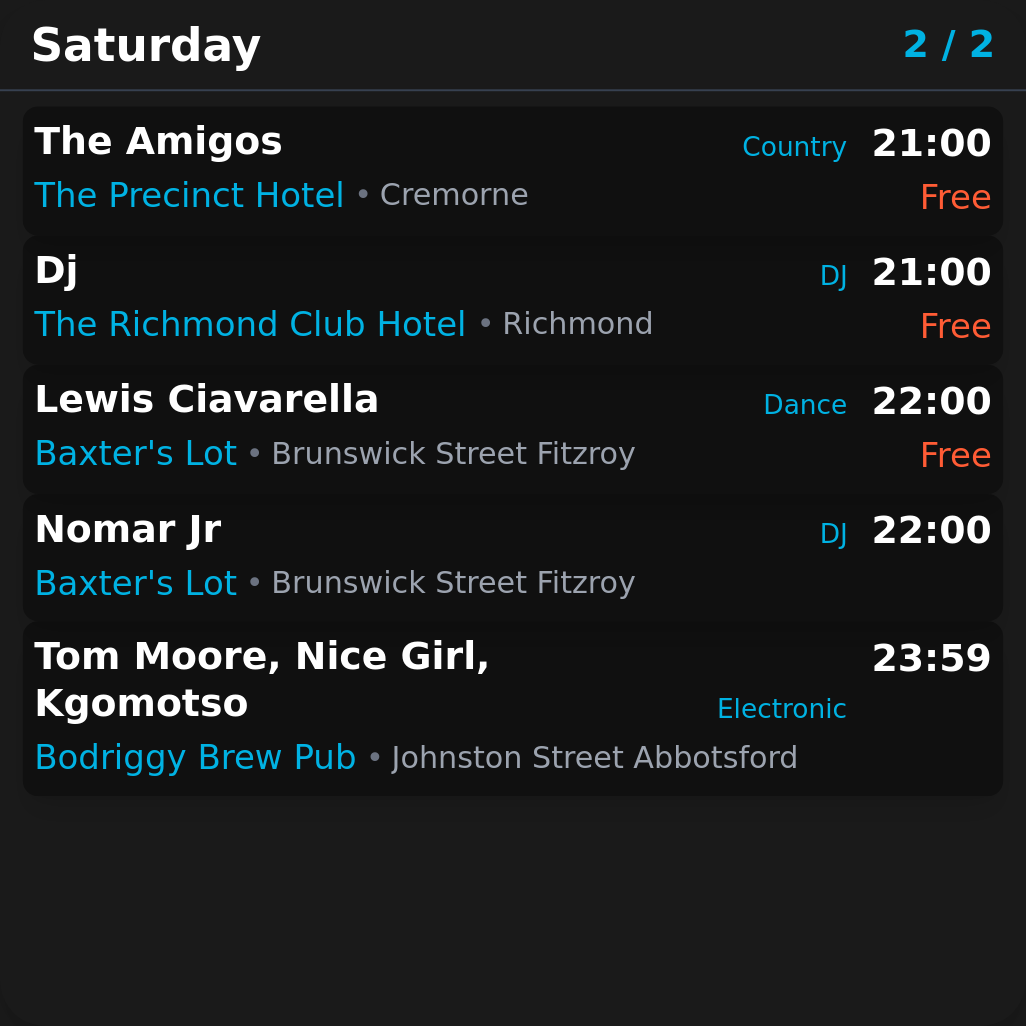 Saturday 2 / 2
The Amigos Country 21:00
The Precinct Hotel • Cremorne Free
Dj DJ 21:00
The Richmond Club Hotel • Richmond Free
Lewis Ciavarella Dance 22:00
Baxter's Lot • Brunswick Street Fitzroy Free
Nomar Jr DJ 22:00
Baxter's Lot • Brunswick Street Fitzroy
Tom Moore, Nice Girl, 23:59
Kgomotso Electronic
Bodriggy Brew Pub • Johnston Street Abbotsford